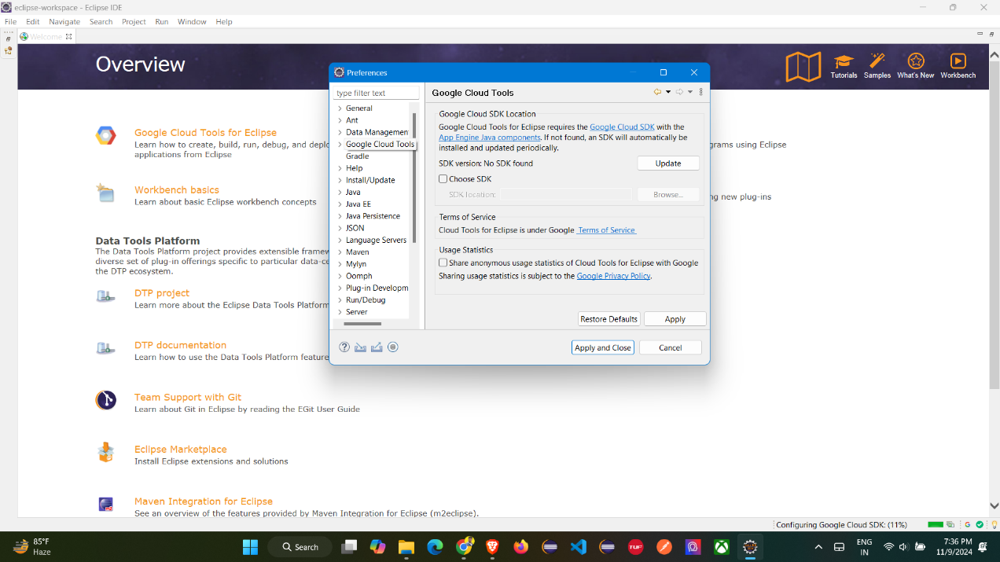 eclipse-workspace - Eclipse IDE
File Edit Navigate Search Project Run Window Help
Welcome
Overview
Tutorials Samples What's New Workbench
Google Cloud Tools for Eclipse
Learn how to create, build, run, debug, and
applications from Eclipse
grams using Eclipse
Workbench basics
Learn about basic Eclipse workbench concepts
ng new plug-ins
Data Tools Platform
The Data Tools Platform project provides extensible
diverse set of plug-in offerings specific to particular
the DTP ecosystem.
DTP project
Learn more about the Eclipse Data Tools Platform
DTP documentation
Learn how to use the Data Tools Platform
Team Support with Git
Learn about Git in Eclipse by reading the EGit User Guide
Eclipse Marketplace
Install Eclipse extensions and solutions
Maven Integration for Eclipse
See an overview of the features provided by Maven Integration for Eclipse (m2eclipse).
Preferences
type filter text
General
Ant
Data Management
Google Cloud Tools
Gradle
Help
Install/Update
Java
Java EE
Java Persistence
JSON
Language Servers
Maven
Mylyn
Oomph
Plug-in Developm
Run/Debug
Server
Google Cloud Tools
Google Cloud SDK Location
Google Cloud Tools for Eclipse requires the Google Cloud SDK with the
App Engine Java components. If not found, an SDK will automatically be
installed and updated periodically.
SDK version: No SDK found Update
Choose SDK
SDK location: Browse...
Terms of Service
Cloud Tools for Eclipse is under Google Terms of Service
Usage Statistics
Share anonymous usage statistics of Cloud Tools for Eclipse with Google
Sharing usage statistics is subject to the Google Privacy Policy.
Restore Defaults Apply
Apply and Close Cancel
Configuring Google Cloud SDK: (11%)
85°F
Haze
Search
TUF
ENG
IN
7:36 PM
11/9/2024